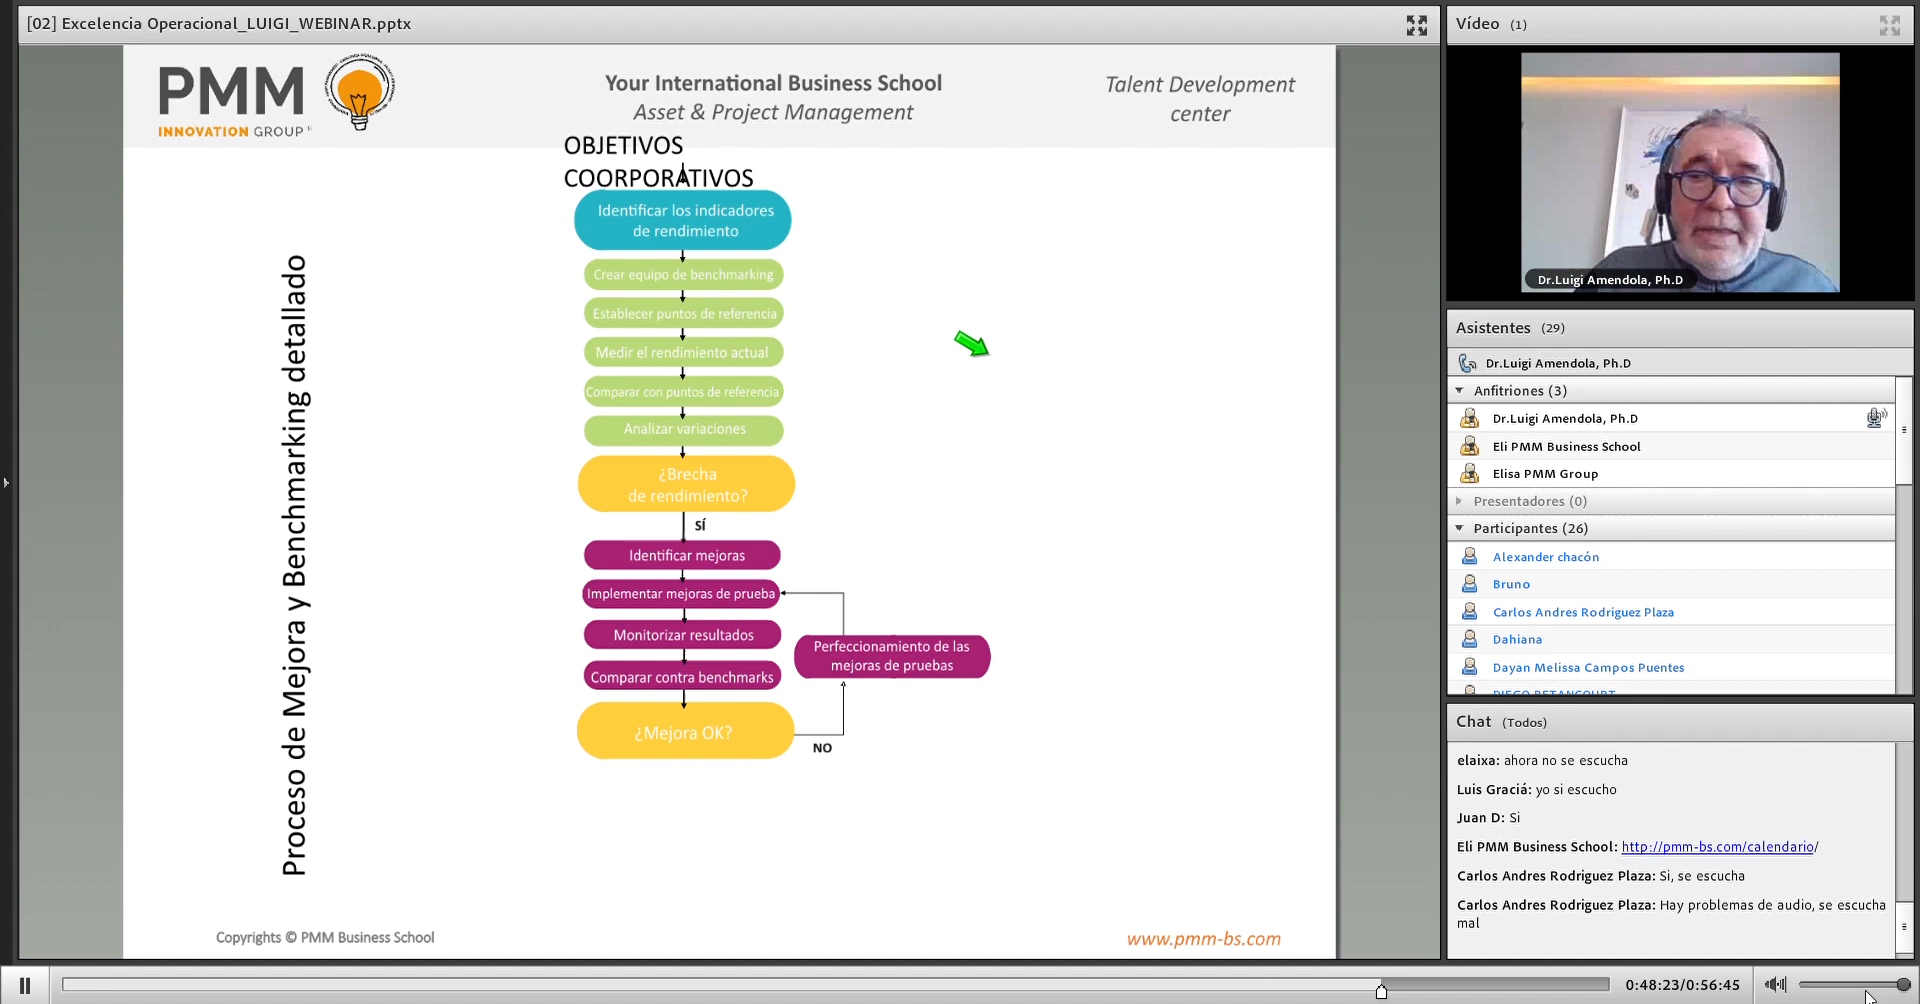 [02] Excelencia Operacional_LUIGI_WEBINAR.pptx
PMM
INNOVATION GROUP
Your International Business School
Asset & Project Management
Talent Development
center
OBJETIVOS
COORPORATIVOS
Identificar los indicadores
de rendimiento
Crear equipo de benchmarking
Establecer puntos de referencia
Medir el rendimiento actual
Comparar con puntos de referencia
Analizar variaciones
¿Brecha
de rendimiento?
SÍ
Identificar mejoras
Implementar mejoras de prueba
Monitorizar resultados
Comparar contra benchmarks
Perfeccionamiento de las
mejoras de pruebas
¿Mejora OK?
NO
Proceso de Mejora y Benchmarking detallado
Copyrights © PMM Business School
www.pmm-bs.com
Vídeo (1)
Dr.Luigi Amendola, Ph.D
Asistentes (29)
Dr.Luigi Amendola, Ph.D
Anfitriones (3)
Dr.Luigi Amendola, Ph.D
Eli PMM Business School
Elisa PMM Group
Presentadores (0)
Participantes (26)
Alexander chacón
Bruno
Carlos Andres Rodriguez Plaza
Dahiana
Dayan Melissa Campos Puentes
DIEGO BETANCOURT
Chat (Todos)
elaixa: ahora no se escucha
Luis Graciá: yo si escucho
Juan D: Si
Eli PMM Business School: http://pmm-bs.com/calendario/
Carlos Andres Rodriguez Plaza: Si, se escucha
Carlos Andres Rodriguez Plaza: Hay problemas de audio, se escucha
mal
0:48:23/0:56:45